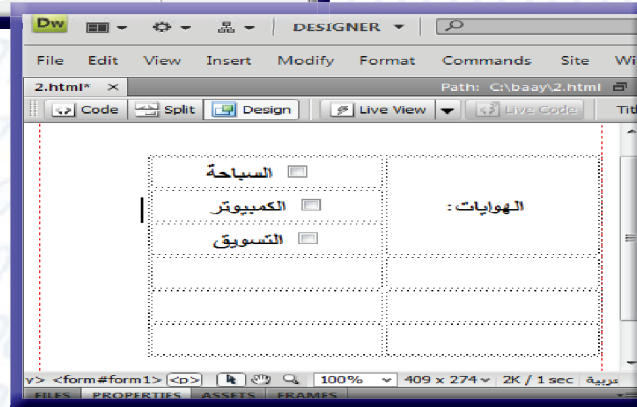 Dw DESIGNER
File Edit View Insert Modify Format Commands Site Wi
2.html* × Path: C:\baay\2.html
Code Split Design Live View Live Code Titl
السباحة
الهوايات : الكمبيوتر
التسويق
y> <form#form1> <p> 100% 409 x 274 2K / 1 sec عربية
FILES PROPERTIES ASSETS FRAMES